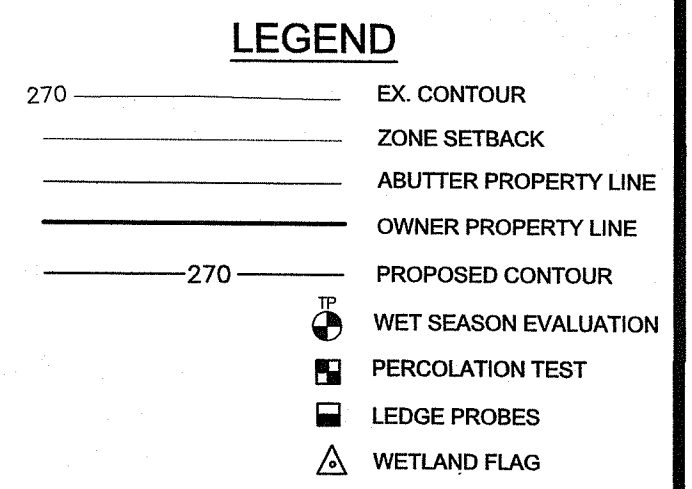 LEGEND
270 EX. CONTOUR
ZONE SETBACK
ABUTTER PROPERTY LINE
OWNER PROPERTY LINE
270 PROPOSED CONTOUR
TP
WET SEASON EVALUATION
PERCOLATION TEST
LEDGE PROBES
WETLAND FLAG